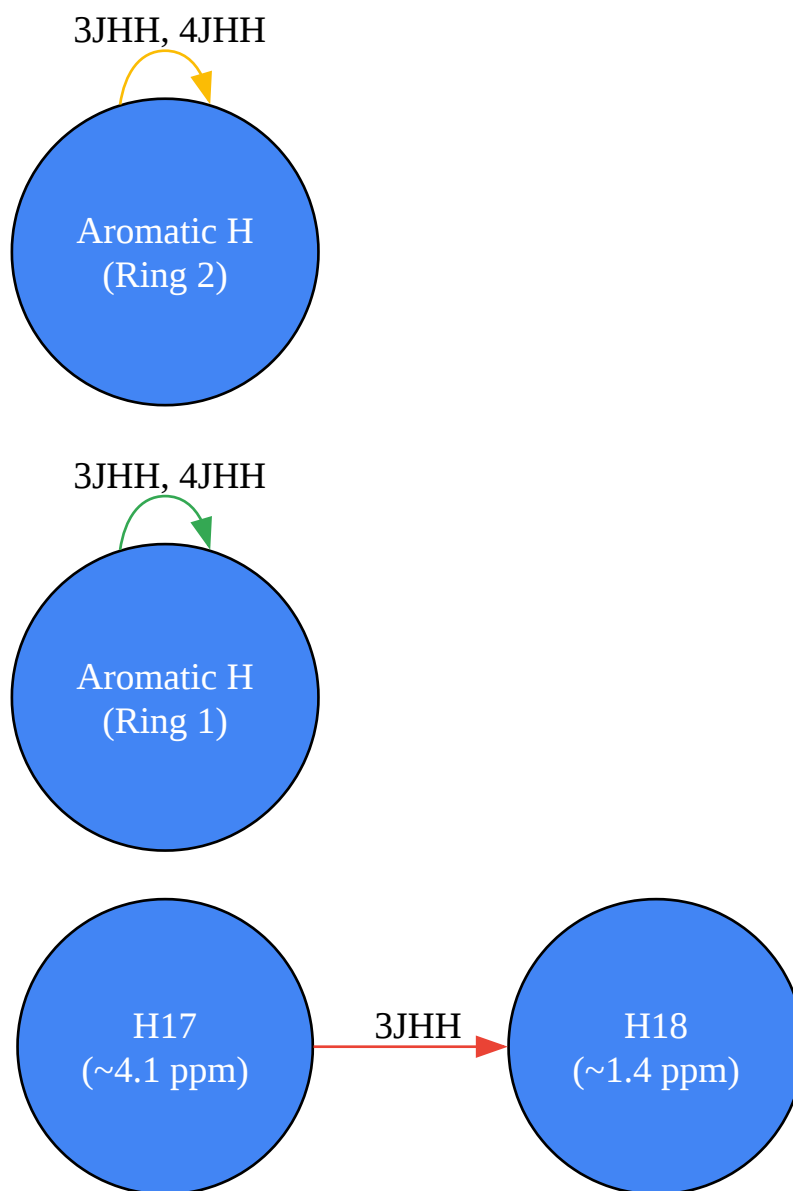 3JHH, 4JHH
Aromatic H
(Ring 2)
3JHH, 4JHH
Aromatic H
(Ring 1)
H17
(~4.1 ppm)
3JHH
H18
(~1.4 ppm)